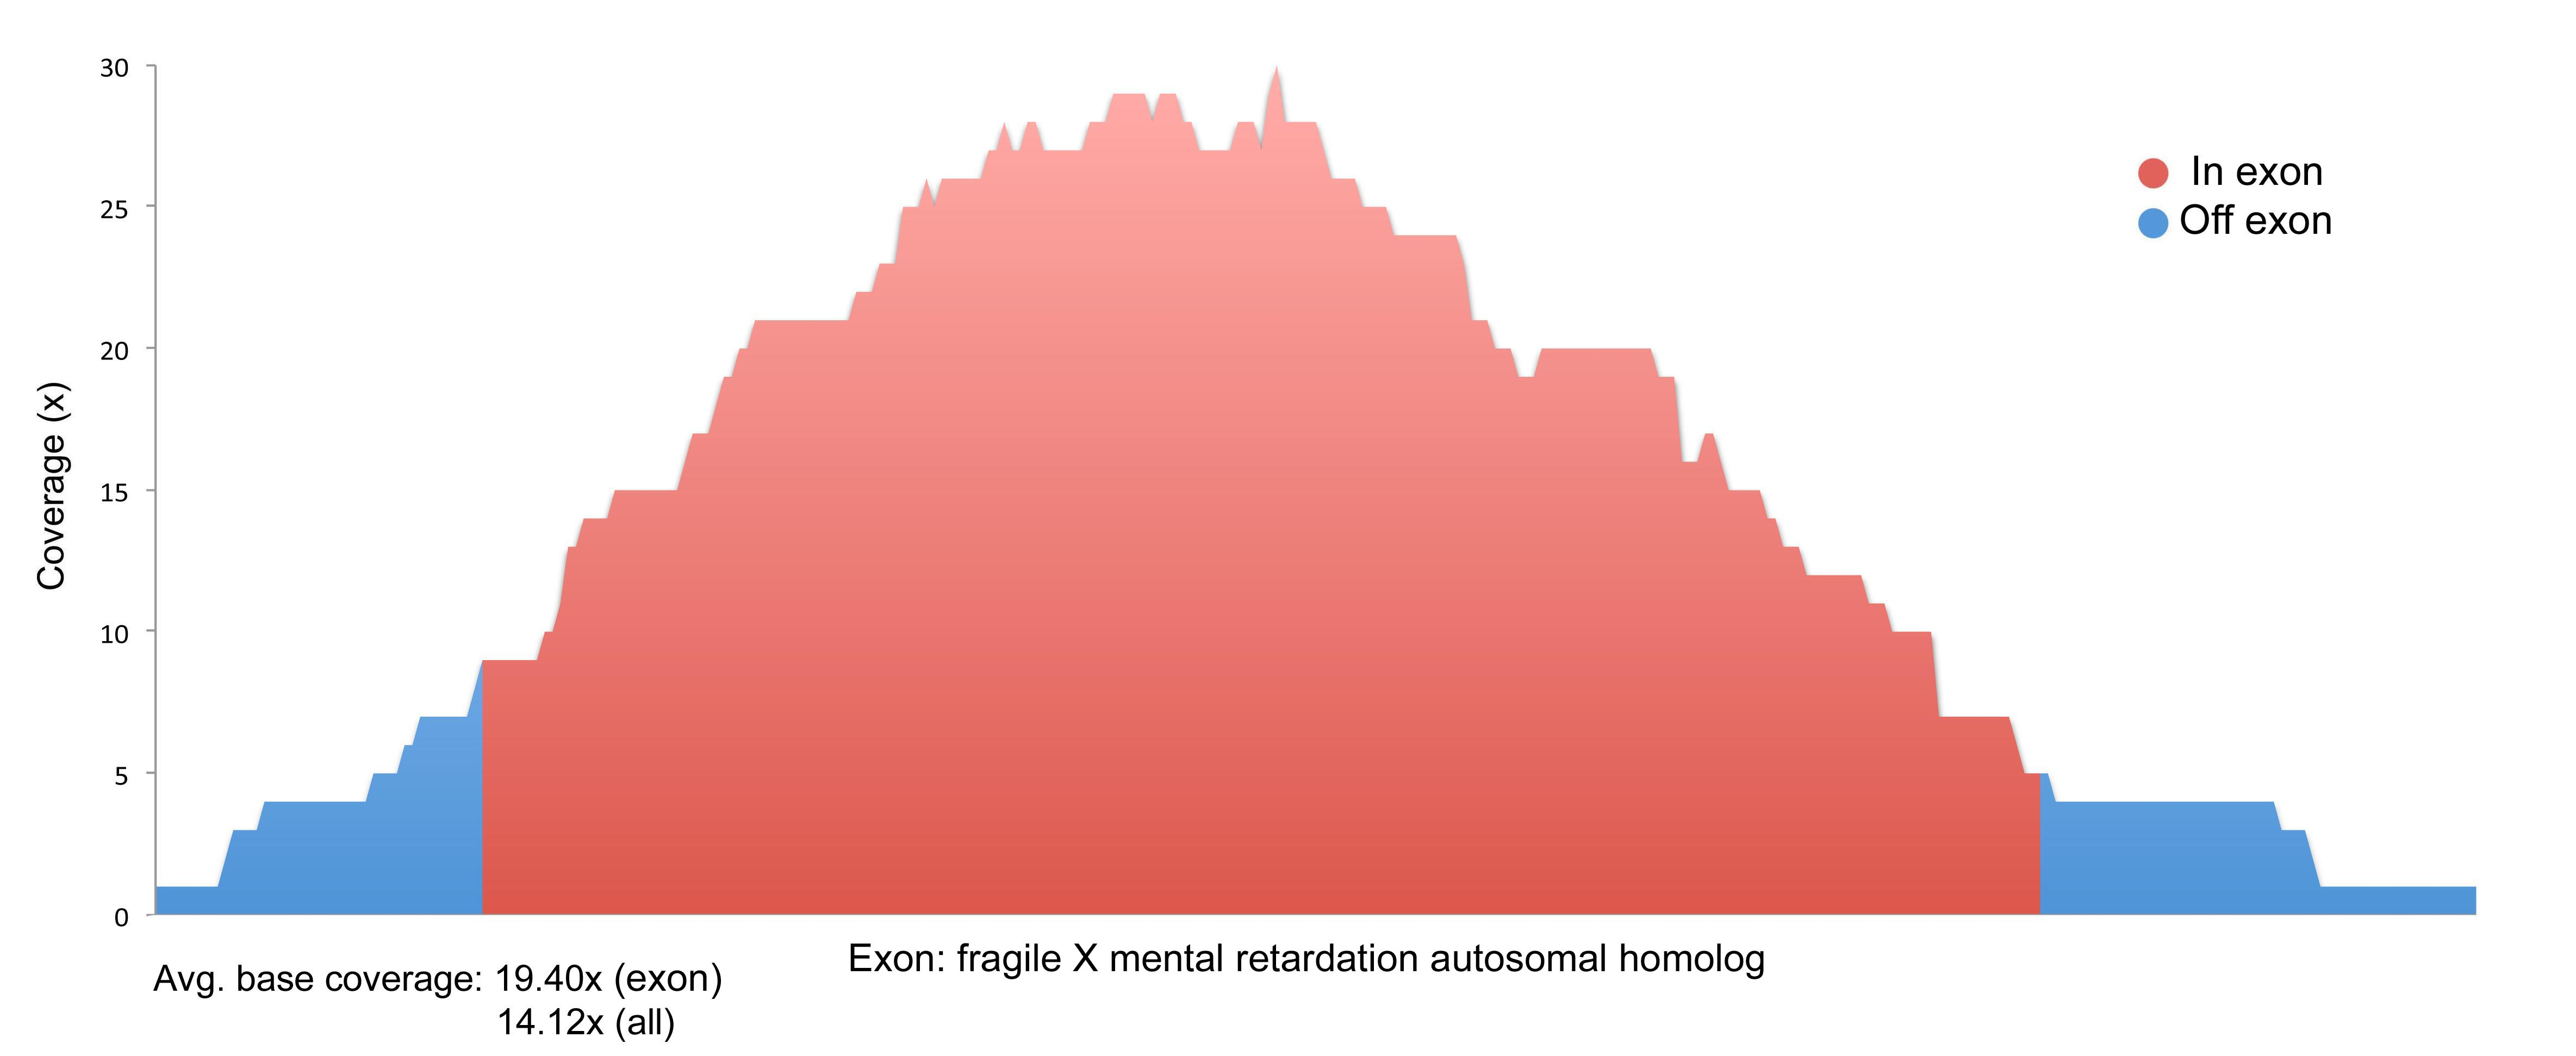 30
25
20
15
10
5
0
Coverage (x)
In exon
Off exon
Exon: fragile X mental retardation autosomal homolog
Avg. base coverage: 19.40x (exon)
14.12x (all)